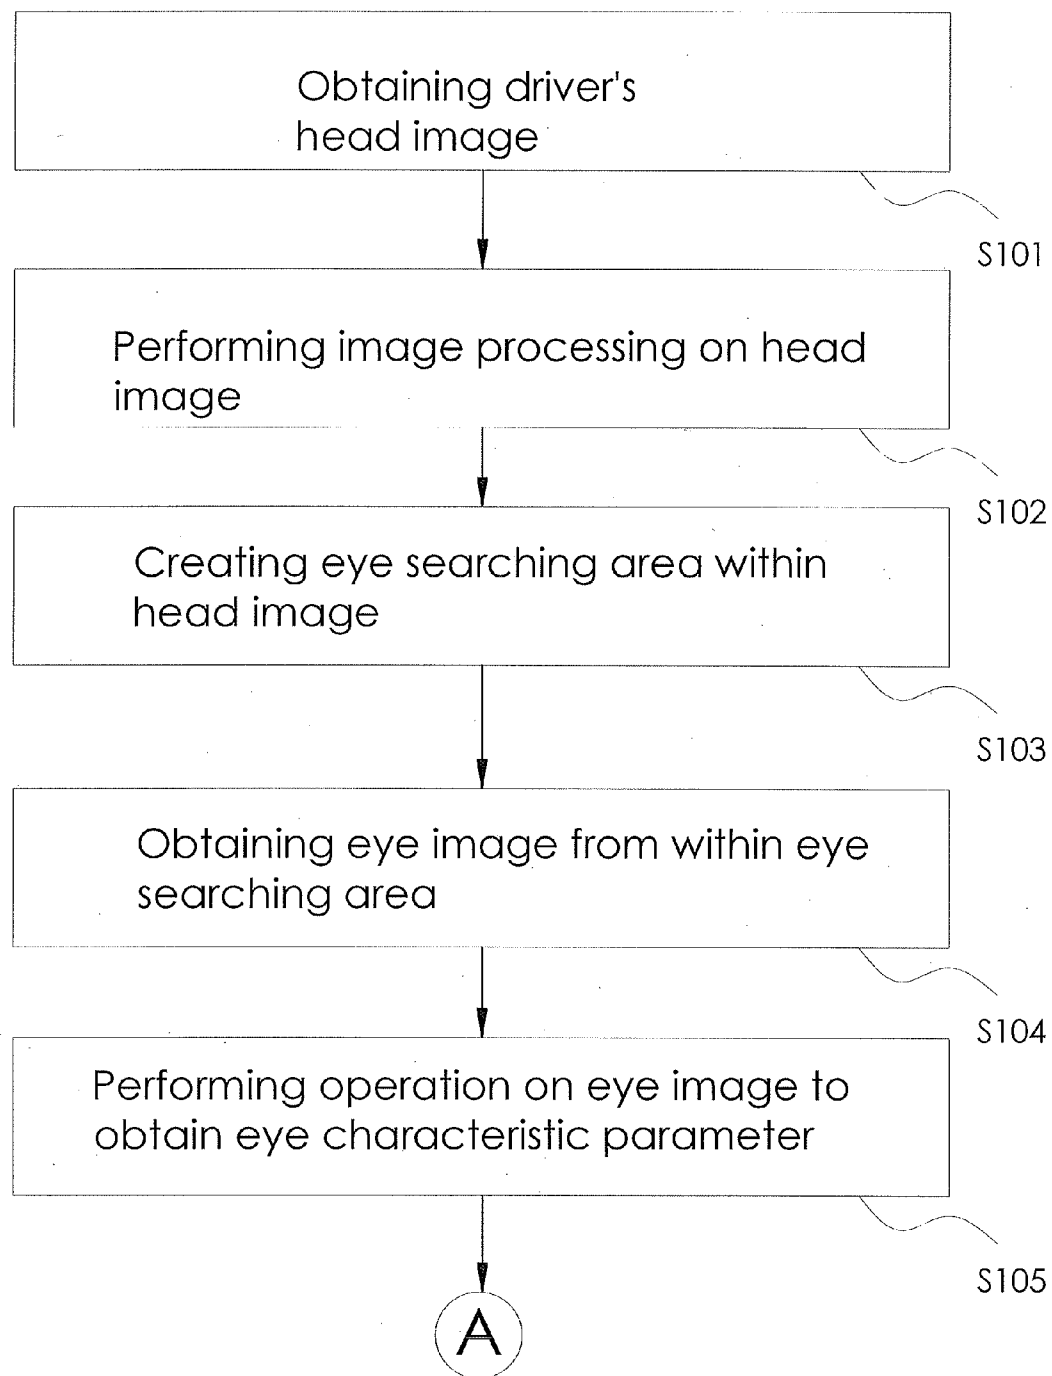 Obtaining driver's
head image
S101
Performing image processing on head
image
S102
Creating eye searching area within
head image
S103
Obtaining eye image from within eye
searching area
S104
Performing operation on eye image to
obtain eye characteristic parameter
S105
A